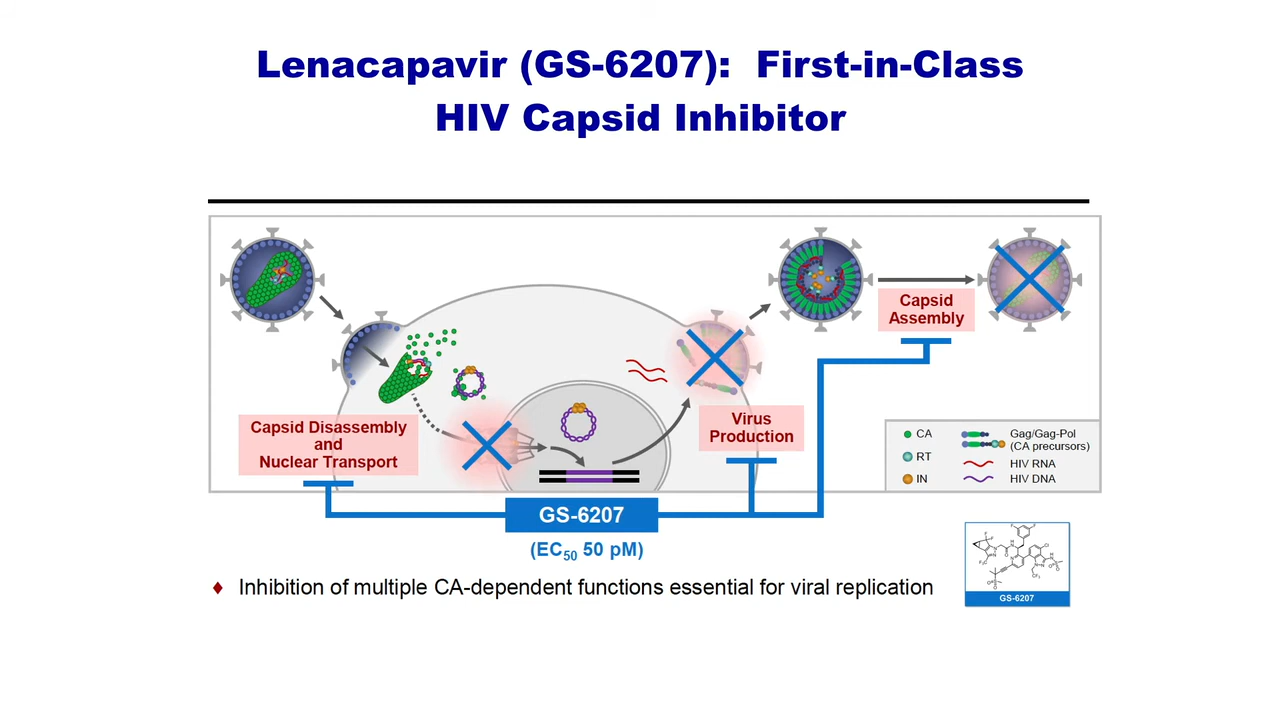 Lenacapavir (GS-6207):  First-in-Class
HIV Capsid Inhibitor
Capsid
Assembly
Capsid Disassembly
and
Nuclear Transport
Virus
Production
CA
RT
IN
Gag/Gag-Pol
(CA precursors)
HIV RNA
HIV DNA
GS-6207
(EC50 50 pM)
♦ Inhibition of multiple CA-dependent functions essential for viral replication
GS-6207